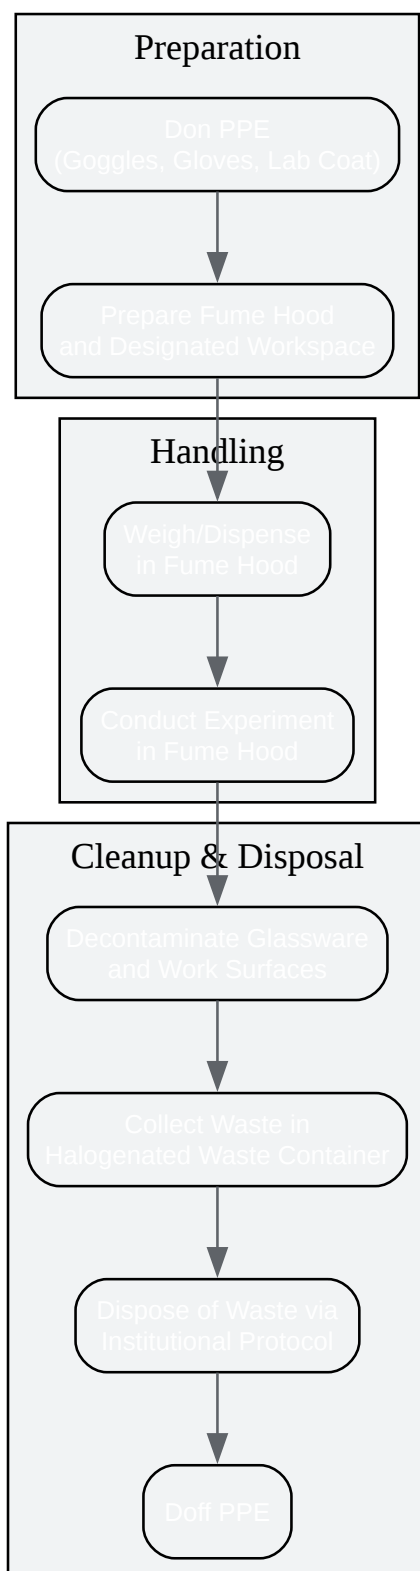 Preparation
Don PPE
(Goggles, Gloves, Lab Coat)
Prepare Fume Hood
and Designated Workspace
Handling
Weigh/Dispense
in Fume Hood
Conduct Experiment
in Fume Hood
Cleanup & Disposal
Decontaminate Glassware
and Work Surfaces
Collect Waste in
Halogenated Waste Container
Dispose of Waste via
Institutional Protocol
Doff PPE